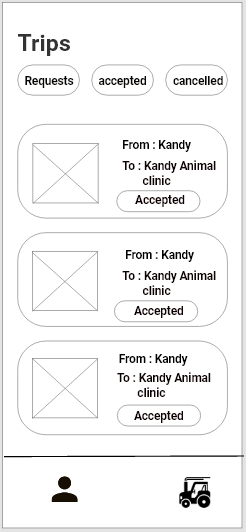 Trips
Requests accepted cancelled
From : Kandy
To : Kandy Animal
clinic
Accepted
From : Kandy
To : Kandy Animal
clinic
Accepted
From : Kandy
To : Kandy Animal
clinic
Accepted